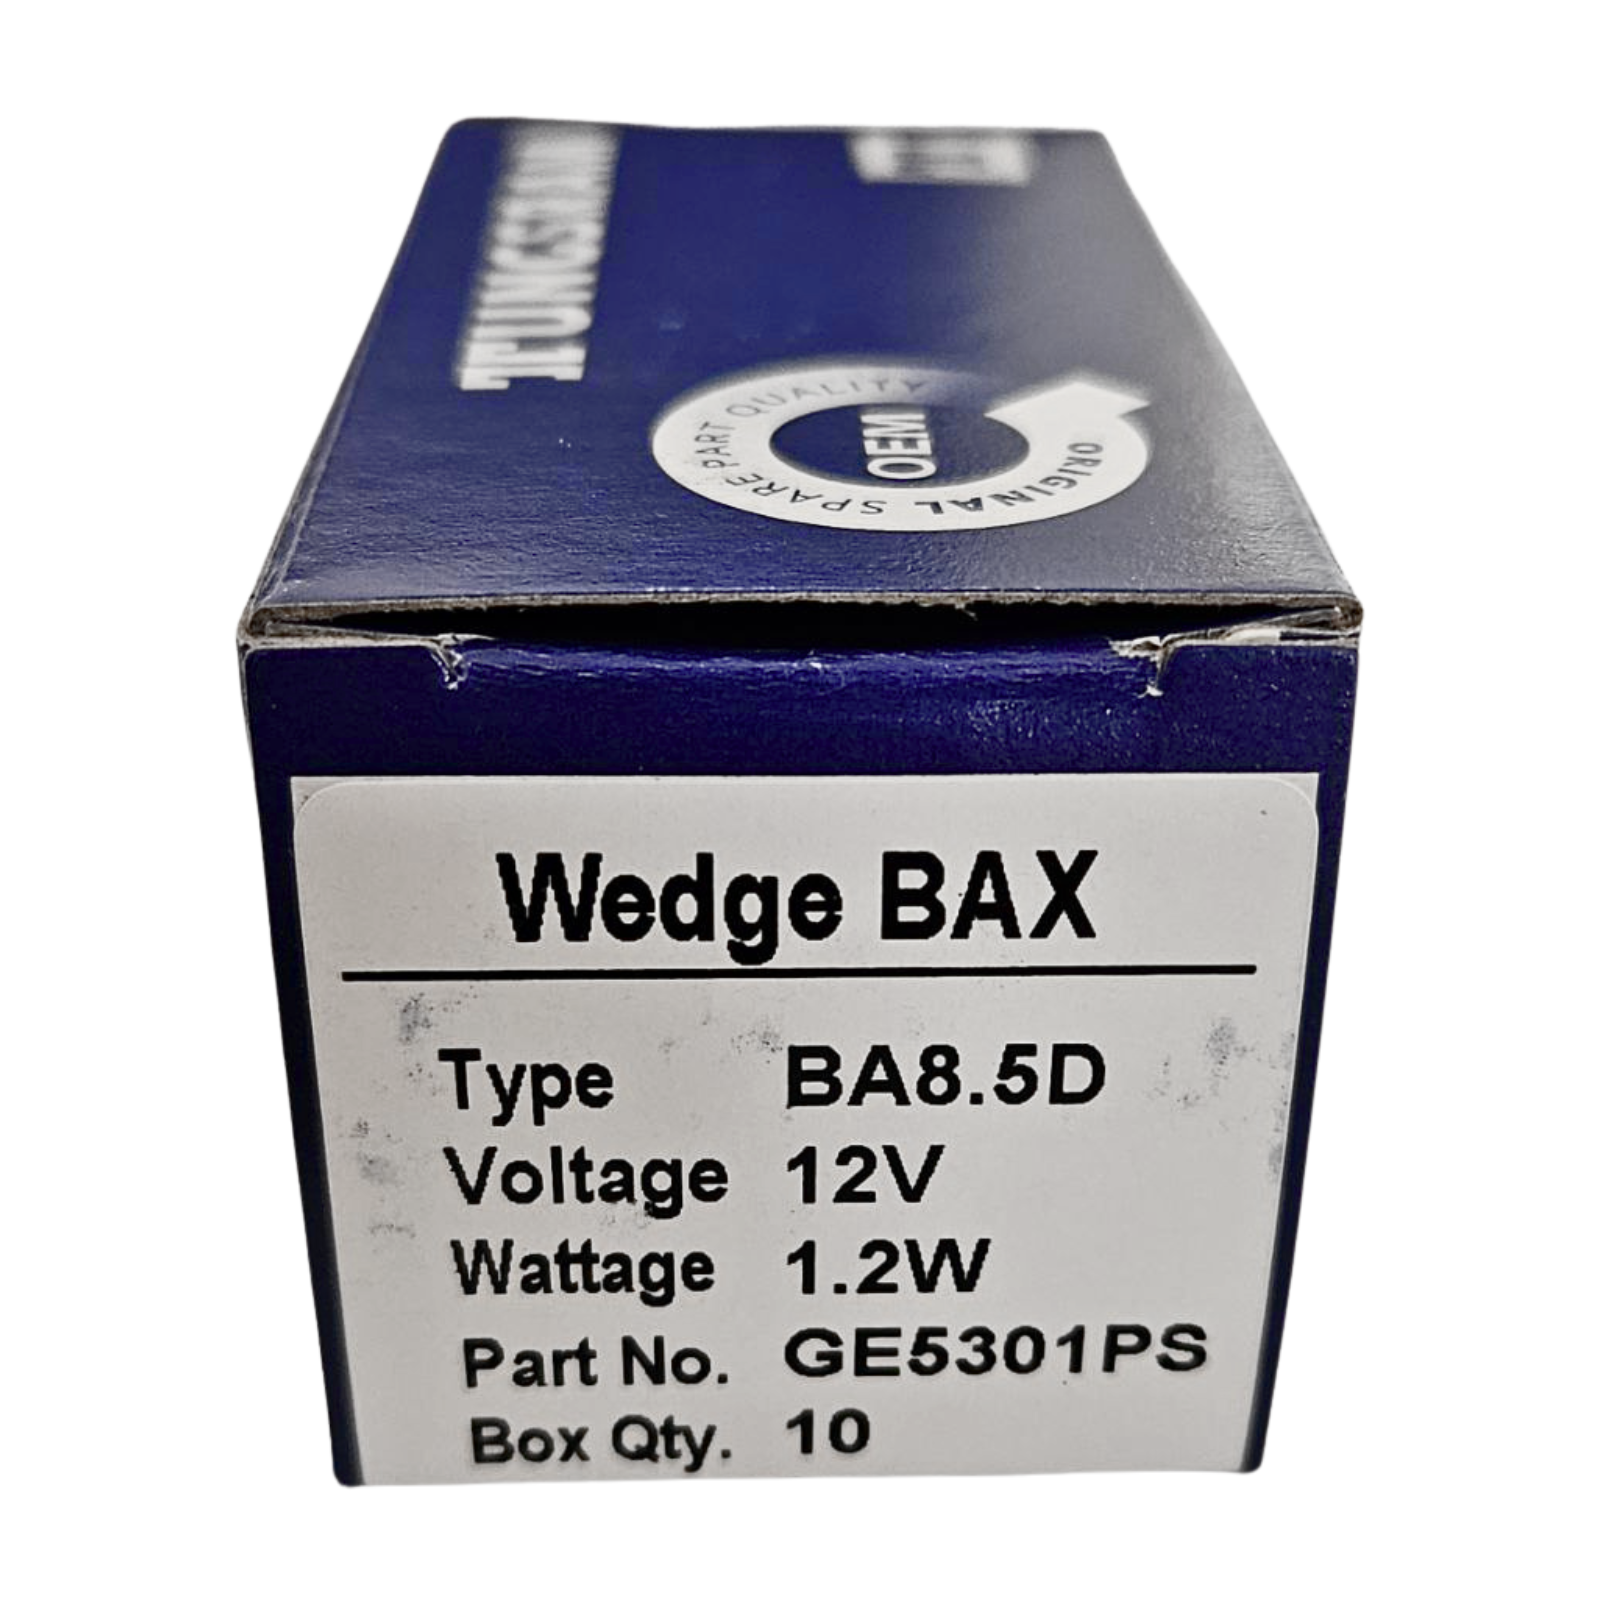 TUNGSRAM
ORIGINAL SPARE PART QUALITY
OEM
Wedge BAX
Type BA8.5D
Voltage 12V
Wattage 1.2W
Part No. GE5301PS
Box Qty. 10